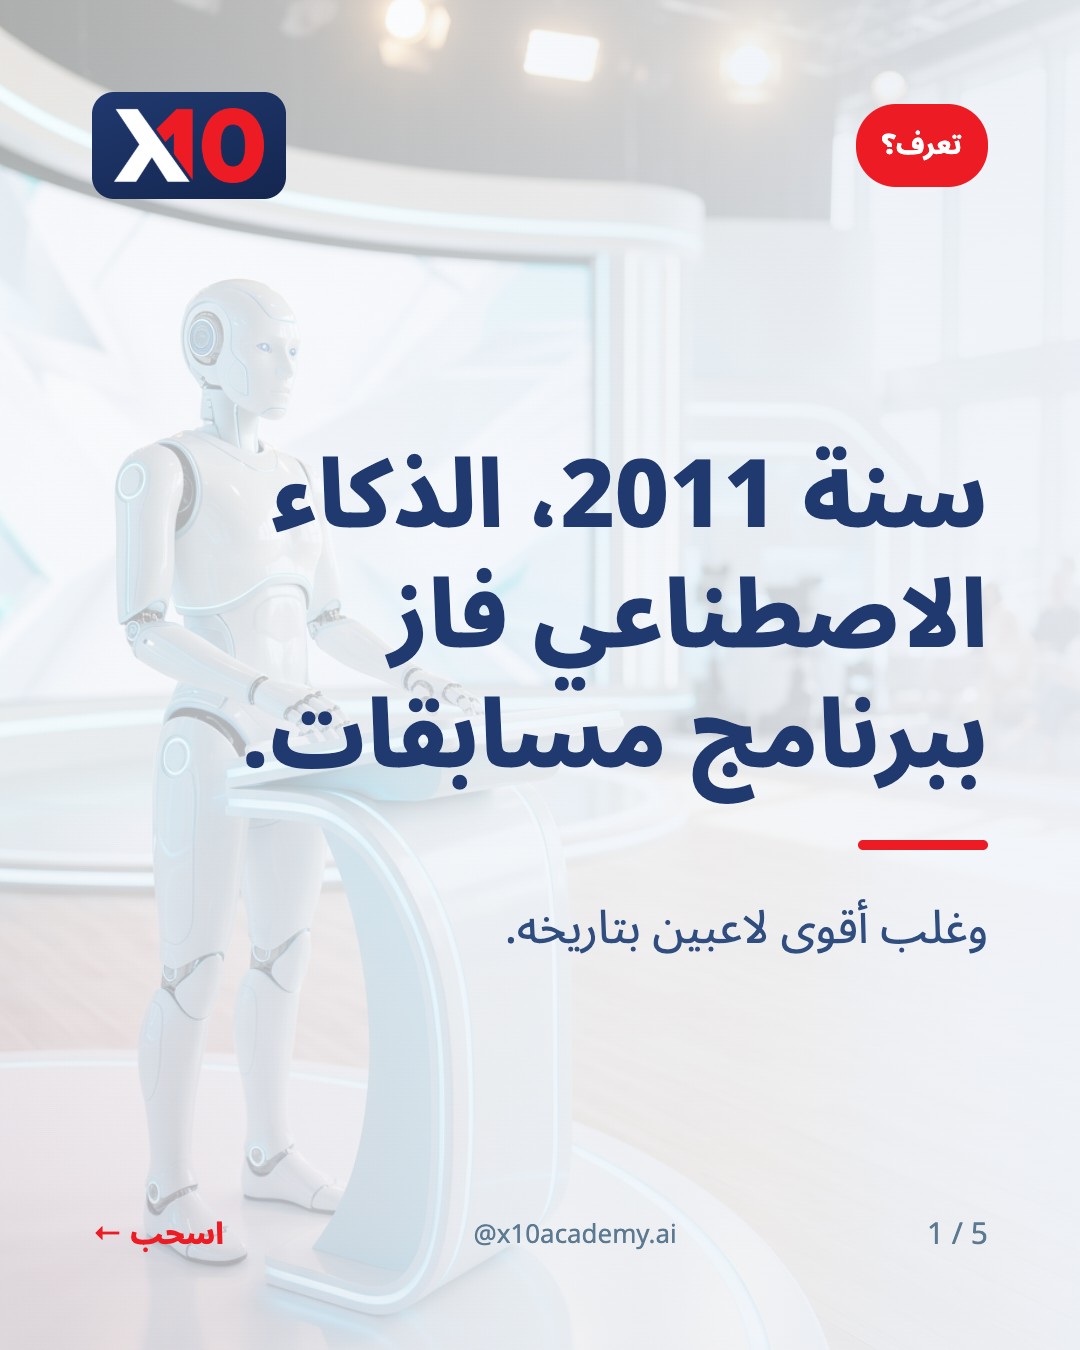 X10
تعرف؟
سنة 2011، الذكاء
الاصطناعي فاز
ببرنامج مسابقات.
وغلب أقوى لاعبين بتاريخه.
1 / 5
@x10academy.ai
اسحب ←